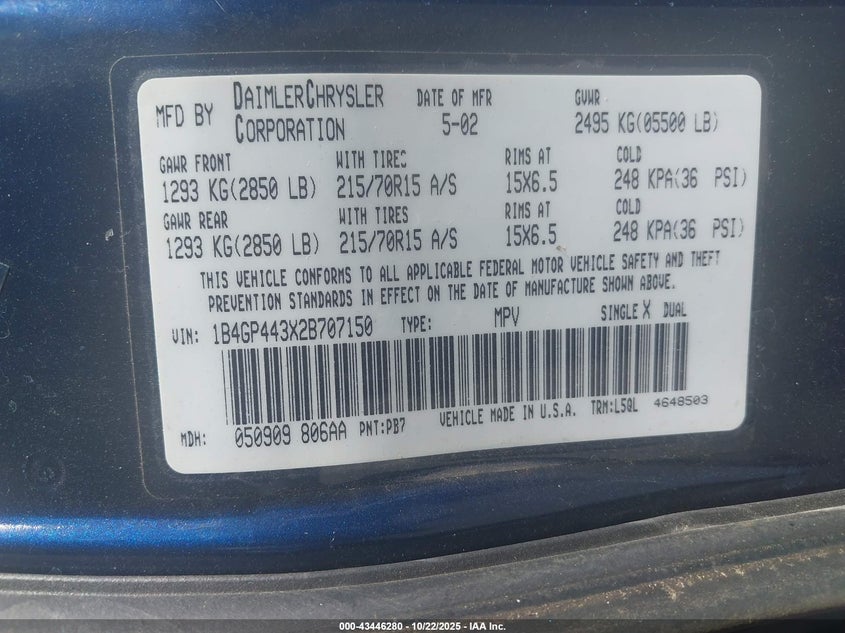 MFD BY DAIMLERCHRYSLER CORPORATION DATE OF MFR 5-02 GVWR 2495 KG(05500 LB)
GAWR FRONT WITH TIRES RIMS AT COLD
1293 KG(2850 LB) 215/70R15 A/S 15X6.5 248 KPA(36 PSI)
GAWR REAR WITH TIRES RIMS AT COLD
1293 KG(2850 LB) 215/70R15 A/S 15X6.5 248 KPA(36 PSI)
THIS VEHICLE CONFORMS TO ALL APPLICABLE FEDERAL MOTOR VEHICLE SAFETY AND THEFT
PREVENTION STANDARDS IN EFFECT ON THE DATE OF MANUFACTURE SHOWN ABOVE.
VIN: 1B4GP443X2B707150 TYPE: MPV SINGLE X DUAL
MDH: 050909 806AA PNT:PB7 VEHICLE MADE IN U.S.A. TRM:L5QL 4648503
000-43446280 - 10/22/2025 - IAA Inc.